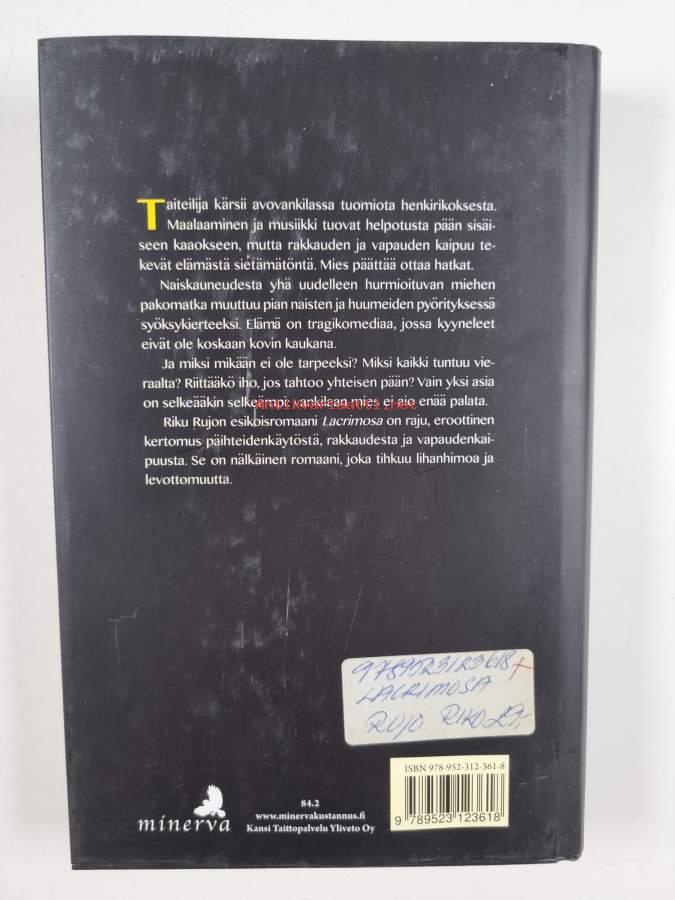 Taiteilija kärsii avovankilassa tuomiota henkirikoksesta.
Maalaaminen ja musiikki tuovat helpotusta pään sisäi-
seen kaaokseen, mutta rakkauden ja vapauden kaipuu te-
kevät elämästä sietämätöntä. Mies päättää ottaa hatkat.
Naiskauneudesta yhä uudelleen hurmioituvan miehen
pakomatka muuttuu pian naisten ja huumeiden pyörityksessä
syöksykierteeksi. Elämä on tragikomediaa, jossa kyyneleet
eivät ole koskaan kovin kaukana.
Ja miksi mikään ei ole tarpeeksi? Miksi kaikki tuntuu vie-
raalta? Riittääkö iho, jos tahtoo yhteisen pään? Vain yksi asia
on selkeääkin selkeämpi: vankilaan mies ei aio enää palata.
Antikvariaatti.net
Riku Rujon esikoisromaani Lacrimosa on raju, eroottinen
kertomus päihteidenkäytöstä, rakkaudesta ja vapaudenkai-
puusta. Se on nälkäinen romaani, joka tihkuu lihanhimoa ja
levottomuutta.
9789523123618 +
LACRIMOSA
RUJO RIKU 29,-
ISBN 978-952-312-361-8
9 789523 123618
minerva
84.2
www.minervakustannus.fi
Kansi Taittopalvelu Yliveto Oy